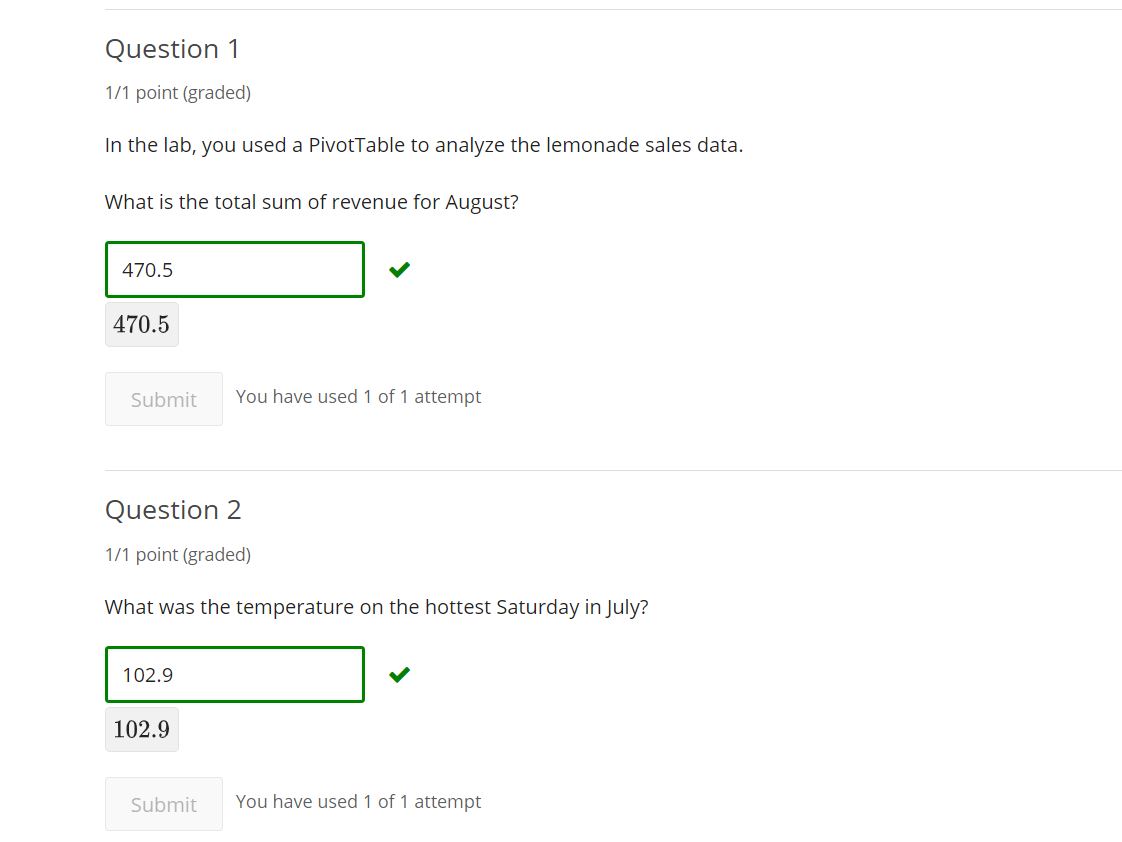 Question 1
1/1 point (graded)
In the lab, you used a PivotTable to analyze the lemonade sales data.
What is the total sum of revenue for August?
470.5
470.5
Submit You have used 1 of 1 attempt
Question 2
1/1 point (graded)
What was the temperature on the hottest Saturday in July?
102.9
102.9
Submit You have used 1 of 1 attempt